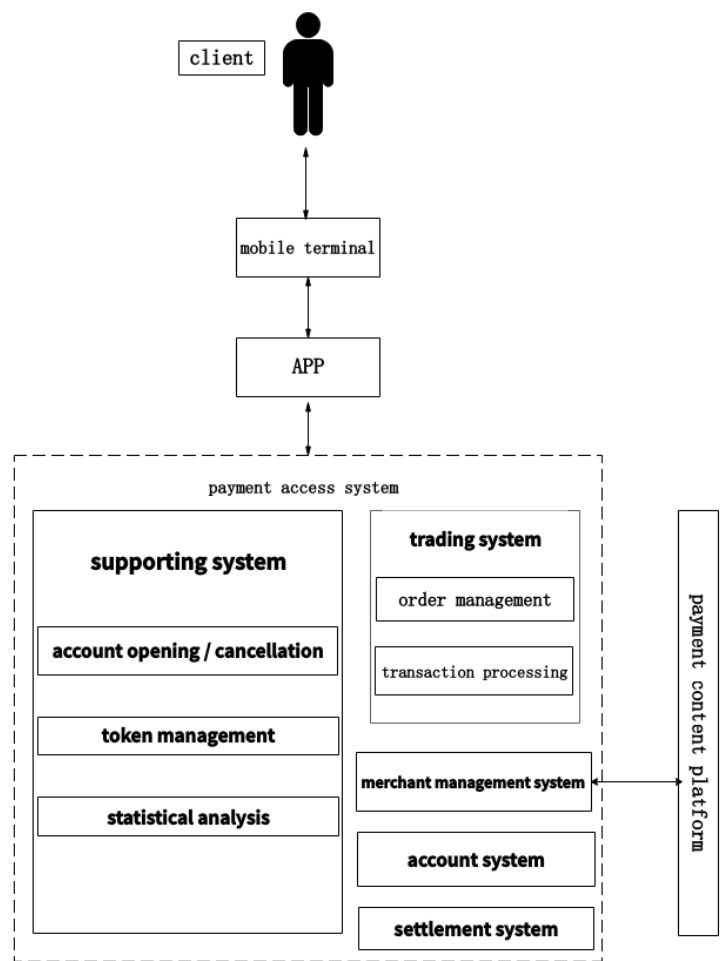 client
mobile terminal
APP
payment access system
supporting system
account opening / cancellation
token management
statistical analysis
trading system
order management
transaction processing
merchant management system
account system
settlement system
payment content platform